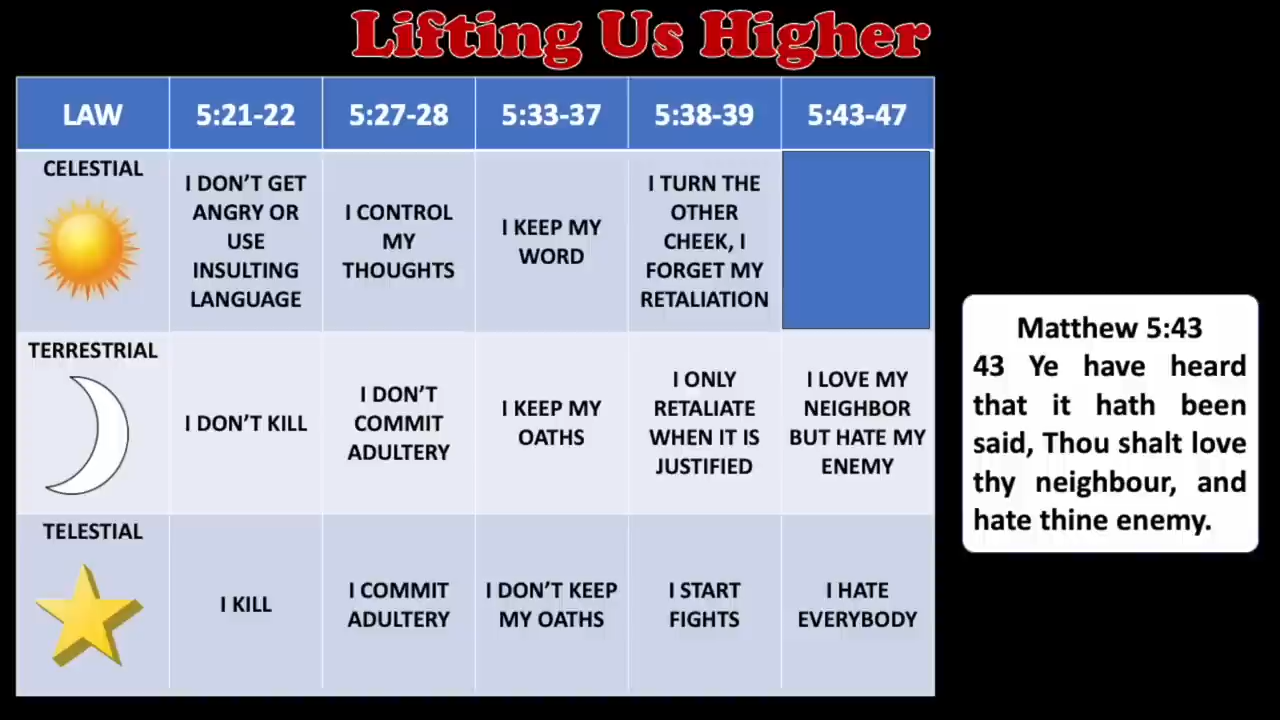 Lifting Us Higher
LAW
5:21-22
5:27-28
5:33-37
5:38-39
5:43-47
CELESTIAL
I DON'T GET
ANGRY OR
USE
INSULTING
LANGUAGE
I CONTROL
MY
THOUGHTS
I KEEP MY
WORD
I TURN THE
OTHER
CHEEK, I
FORGET MY
RETALIATION
TERRESTRIAL
I DON'T KILL
I DON'T
COMMIT
ADULTERY
I KEEP MY
OATHS
I ONLY
RETALIATE
WHEN IT IS
JUSTIFIED
I LOVE MY
NEIGHBOR
BUT HATE MY
ENEMY
TELESTIAL
I KILL
I COMMIT
ADULTERY
I DON'T KEEP
MY OATHS
I START
FIGHTS
I HATE
EVERYBODY
Matthew 5:43
43 Ye have heard
that it hath been
said, Thou shalt love
thy neighbour, and
hate thine enemy.